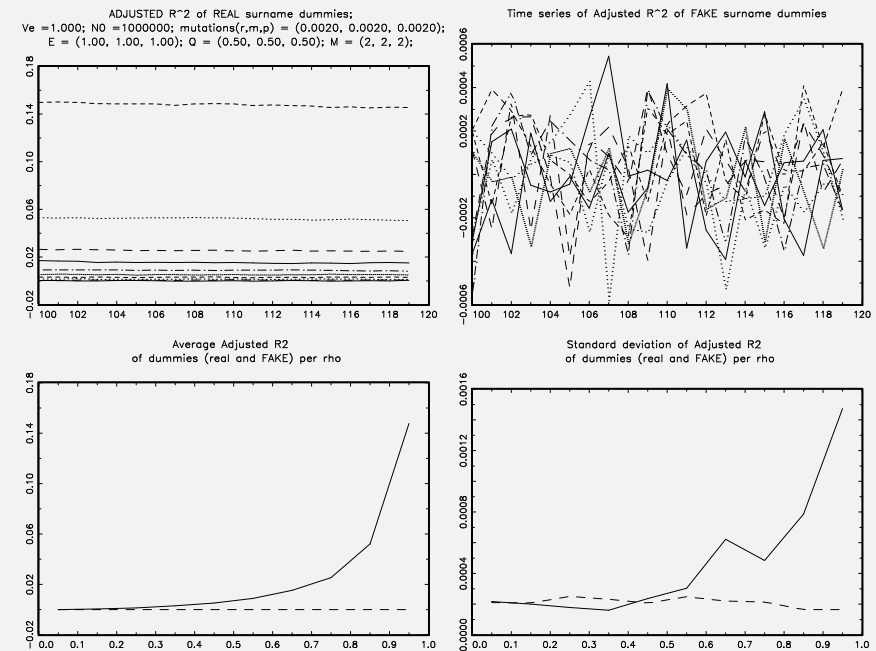 ADJUSTED R^2 of REAL surname dummies;
Ve =1.000; N0 =1000000; mutations(r,m,p) = (0.0020, 0.0020, 0.0020);
E = (1.00, 1.00, 1.00); Q = (0.50, 0.50, 0.50); M = (2, 2, 2);
0.18
0.14
0.10
0.06
0.02
-0.02
100 102 104 106 108 110 112 114 116 118 120
Time series of Adjusted R^2 of FAKE surname dummies
0.0006
0.0002
-0.0002
-0.0006
100 102 104 106 108 110 112 114 116 118 120
Average Adjusted R2
of dummies (real and FAKE) per rho
0.18
0.14
0.10
0.06
0.02
-0.02
0.0 0.1 0.2 0.3 0.4 0.5 0.6 0.7 0.8 0.9 1.0
Standard deviation of Adjusted R2
of dummies (real and FAKE) per rho
0.0016
0.0012
0.0008
0.0004
0.0000
0.0 0.1 0.2 0.3 0.4 0.5 0.6 0.7 0.8 0.9 1.0